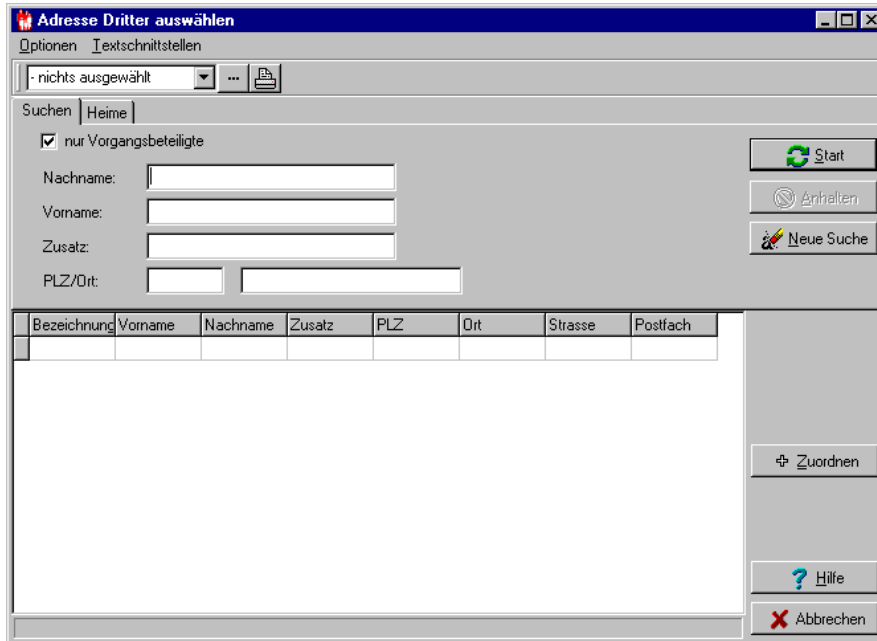 Adresse Dritter auswählen
Optionen Textschnittstellen
- nichts ausgewählt ...
Suchen Heime
nur Vorgangsbeteiligte
Start
Nachname:
Anhalten
Vorname:
Neue Suche
Zusatz:
PLZ/Ort:
Bezeichnung Vorname Nachname Zusatz PLZ Ort Strasse Postfach
Zuordnen
Hilfe
Abbrechen